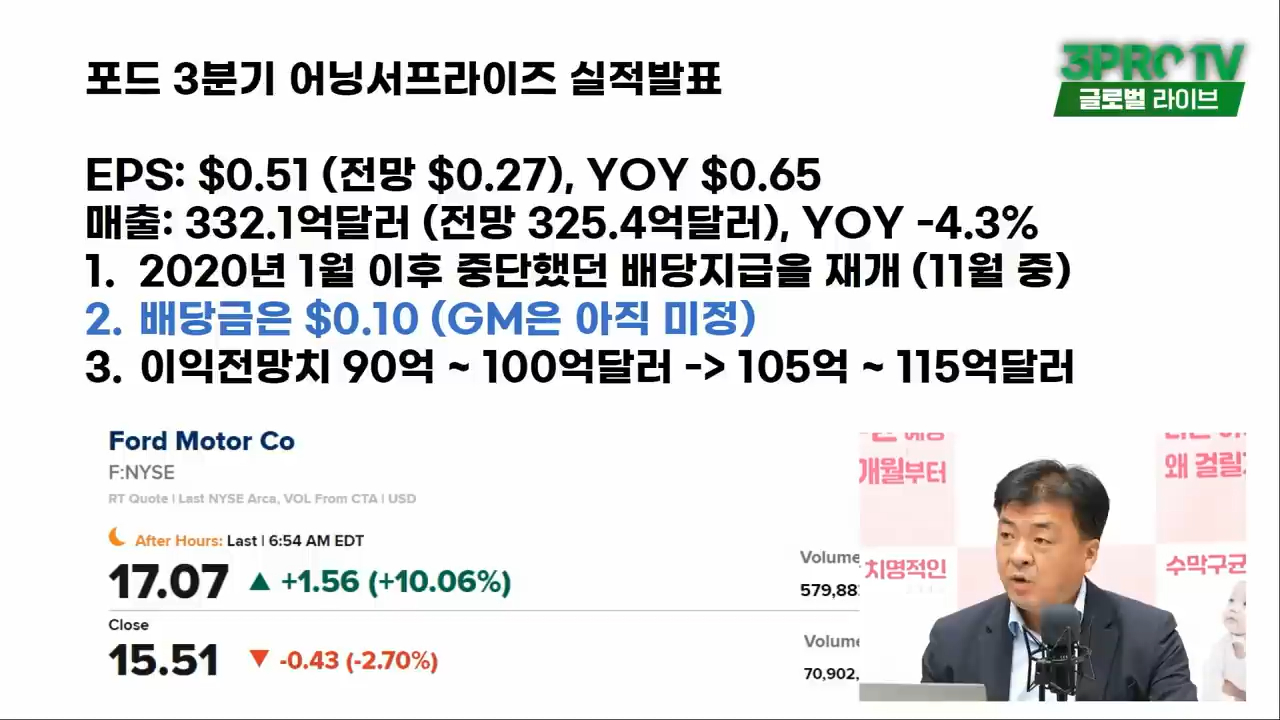 포드 3분기 어닝서프라이즈 실적발표
3PRO TV
글로벌 라이브
EPS: $0.51 (전망 $0.27), YOY $0.65
매출: 332.1억달러 (전망 325.4억달러), YOY -4.3%
1. 2020년 1월 이후 중단했던 배당지급을 재개 (11월 중)
2. 배당금은 $0.10 (GM은 아직 미정)
3. 이익전망치 90억 ~ 100억달러 -> 105억 ~ 115억달러
Ford Motor Co
F:NYSE
RT Quote | Last NYSE Arca, VOL From CTA | USD
After Hours: Last | 6:54 AM EDT
17.07 ▲ +1.56 (+10.06%)
Volume
579,88
Close
15.51 ▼ -0.43 (-2.70%)
Volume
70,902,
개월부터
왜 걸릴
치명적인
수막구균